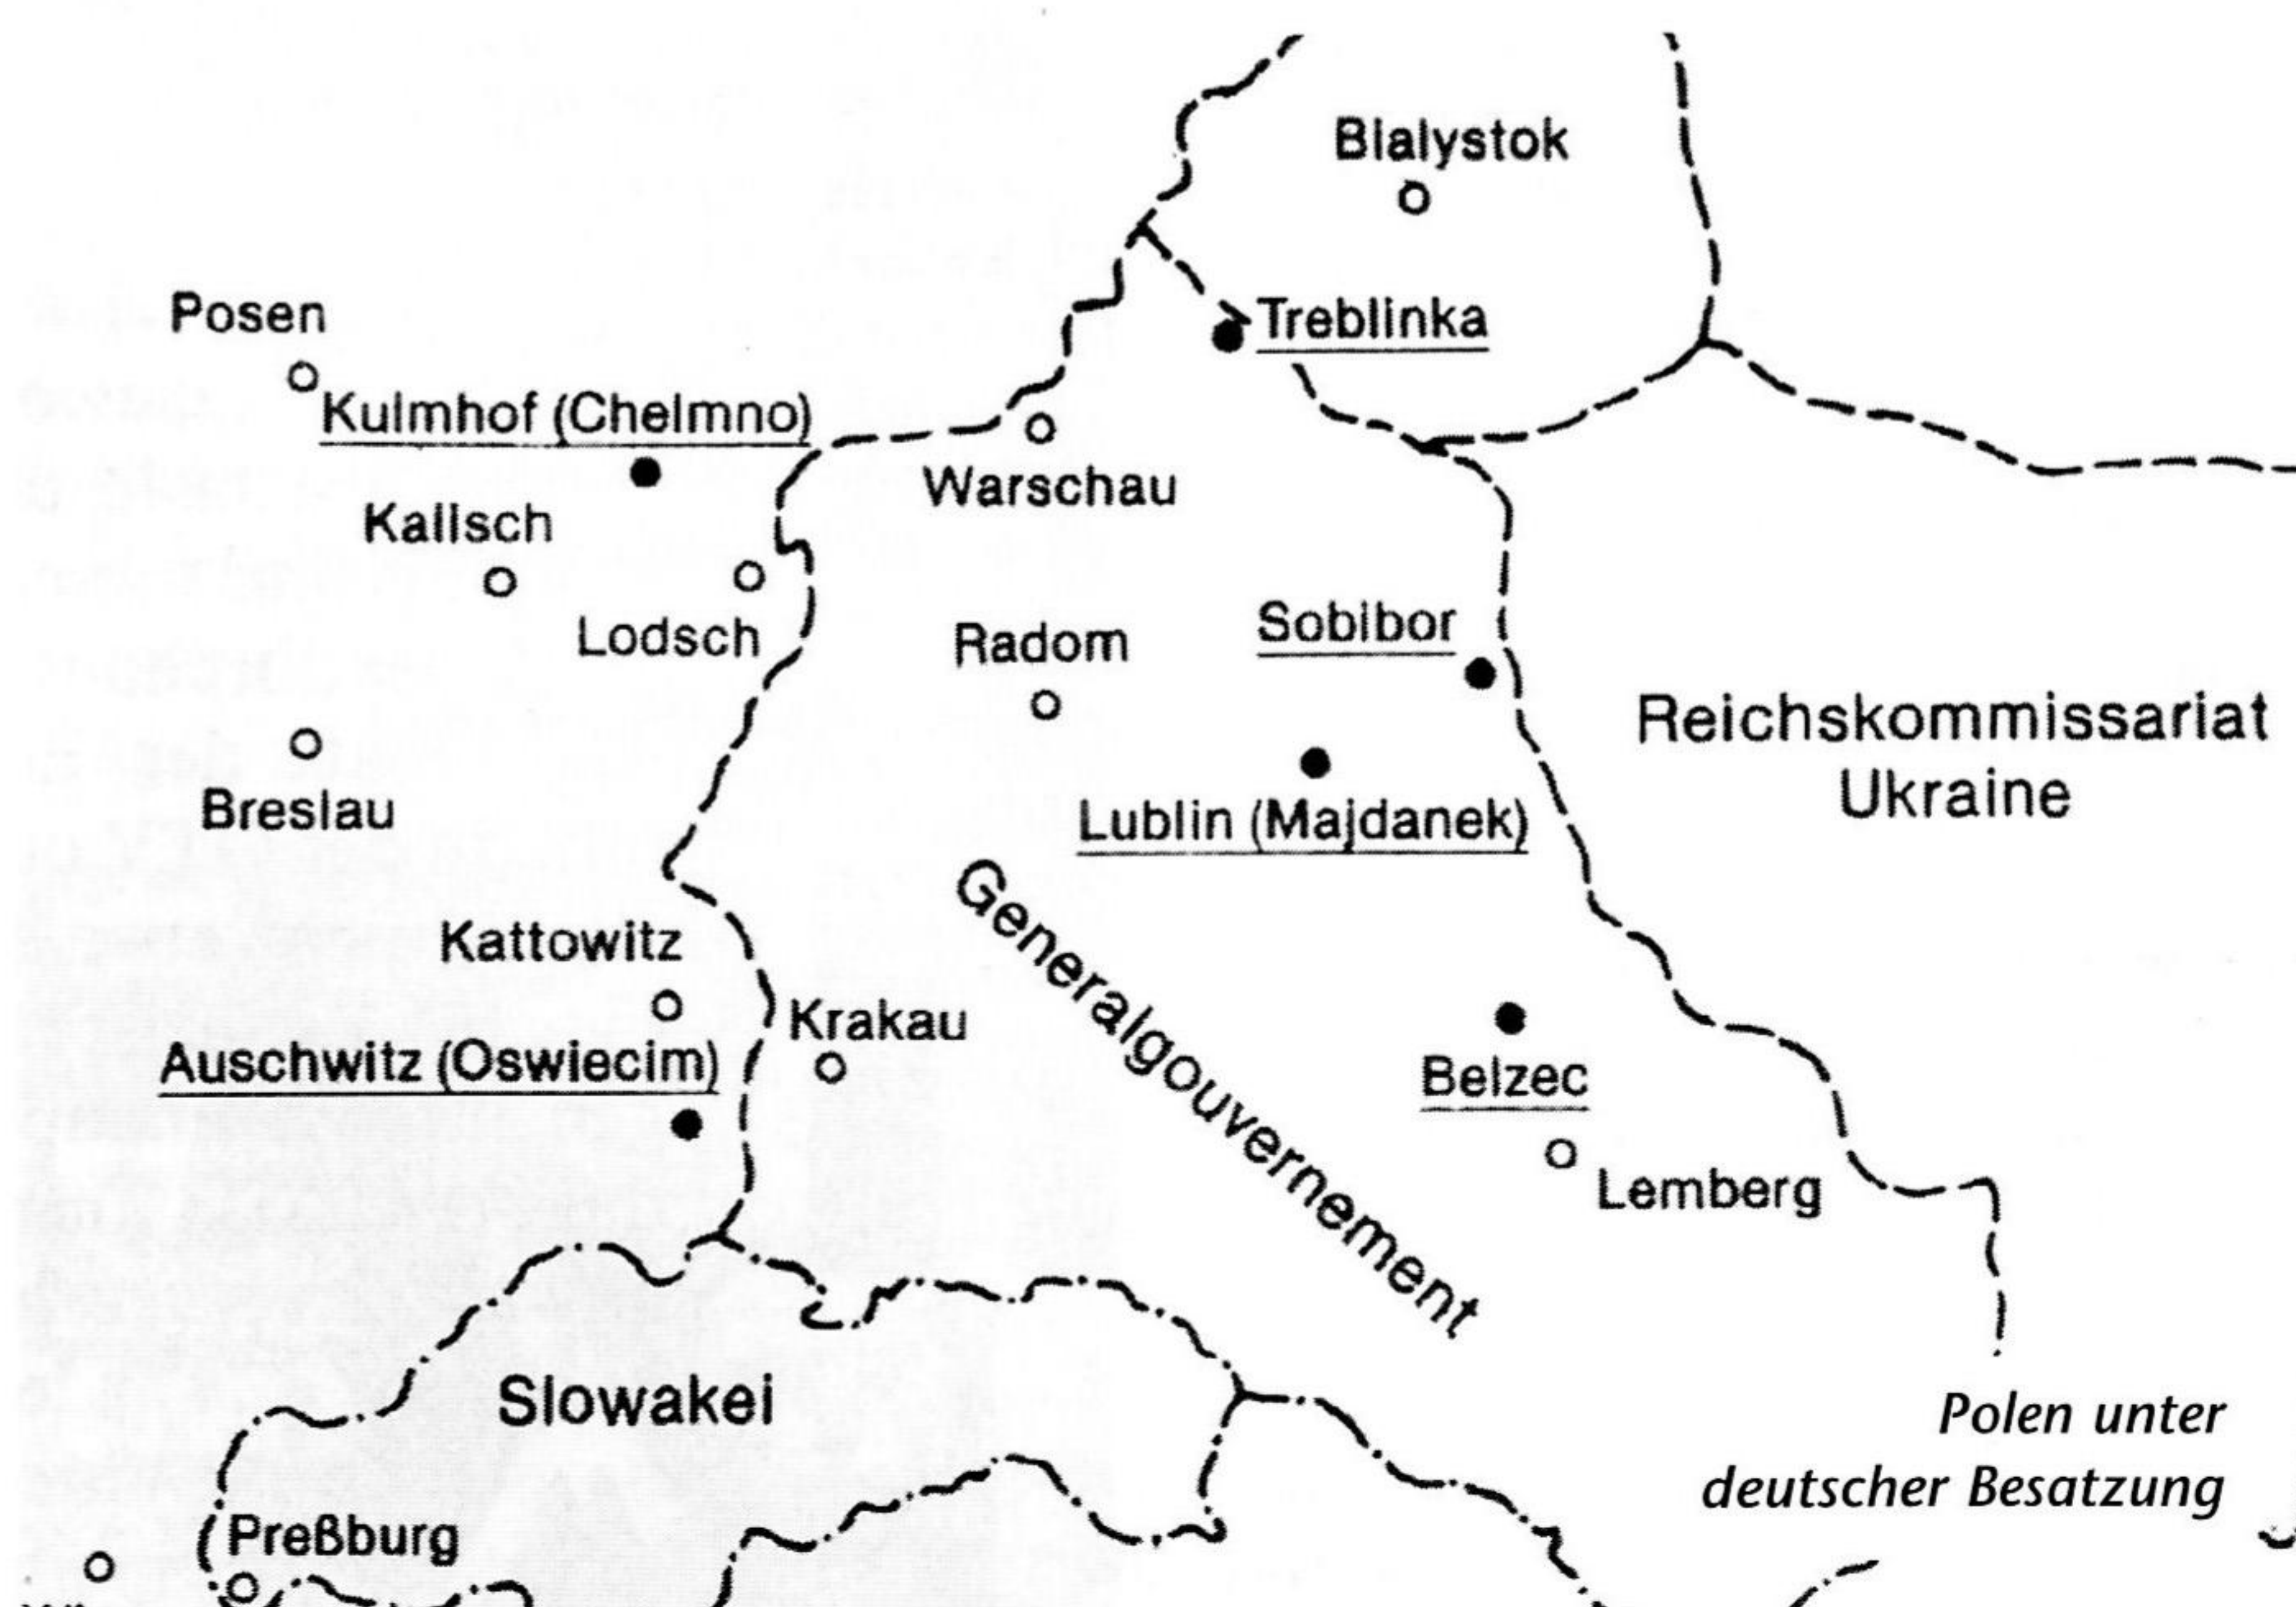 Bialystok
Posen
Treblinka
Kulmhof (Chelmno)
Warschau
Kalisch
Lodsch
Radom
Sobibor
Reichskommissariat
Ukraine
Breslau
Lublin (Majdanek)
Generalgouvernement
Kattowitz
Krakau
Auschwitz (Oswiecim)
Belzec
Lemberg
Slowakei
Polen unter
deutscher Besatzung
Preßburg